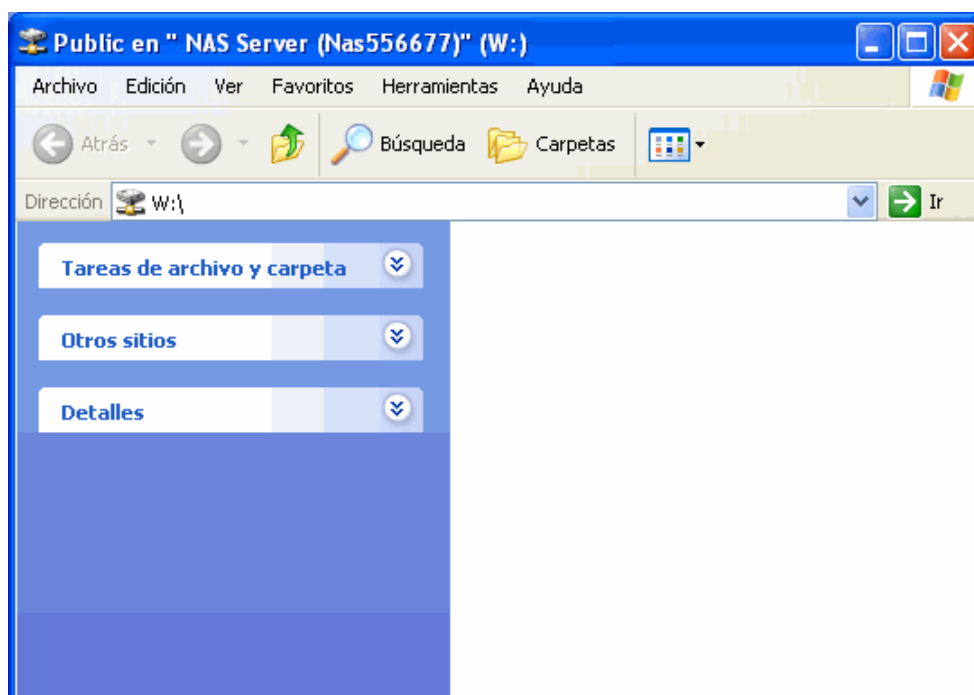 Public en " NAS Server (Nas556677)" (W:)
Archivo Edición Ver Favoritos Herramientas Ayuda
Atrás Búsqueda Carpetas
Dirección W:\ Ir
Tareas de archivo y carpeta
Otros sitios
Detalles